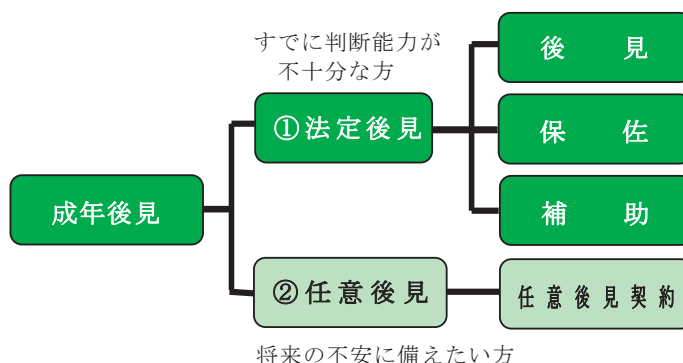 すでに判断能力が
不十分な方
後見
①法定後見
保佐
成年後見
補助
②任意後見
任意後見契約
将来の不安に備えたい方